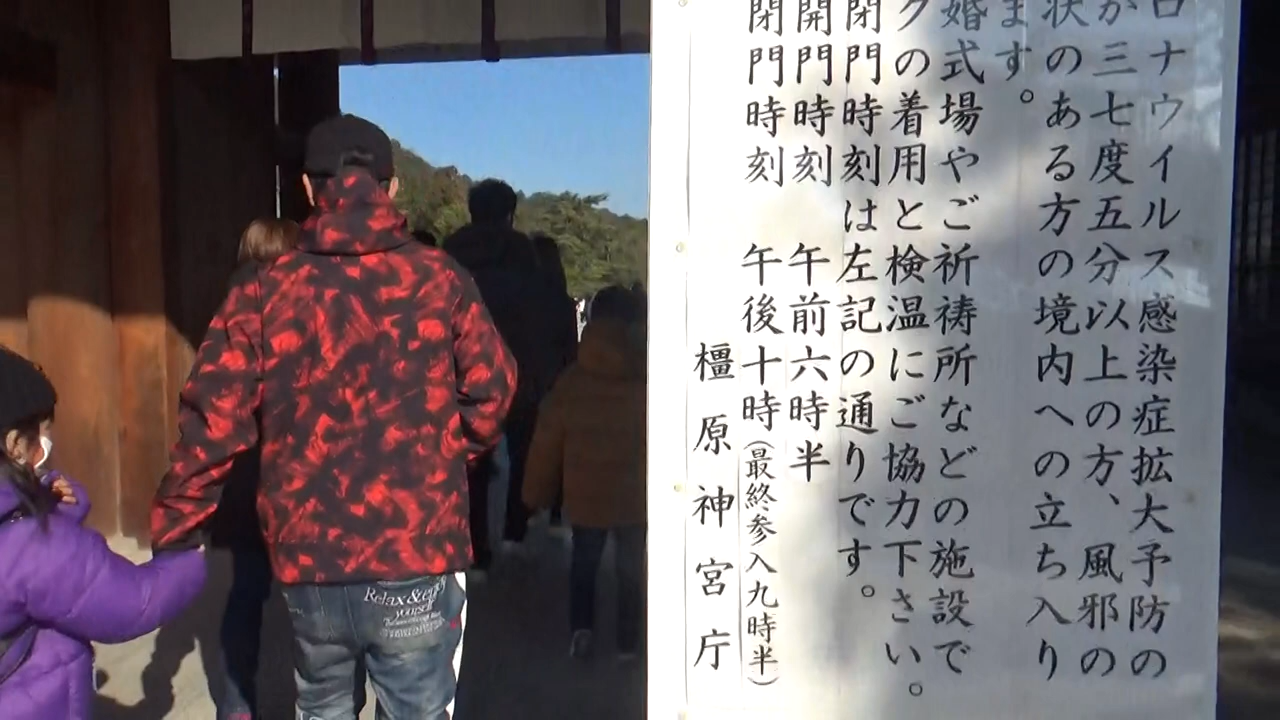 ロナウイルス感染症拡大予防の
が三七度五分以上の方、風邪の
状のある方の境内への立ち入り
ます。
婚式場やご祈祷所などの施設で
クの着用と検温にご協力下さい。
閉門時刻は左記の通りです。
開門時刻 午前六時半
閉門時刻 午後十時(最終参入九時半)
橿原神宮庁
Relax & enjoy
yourself